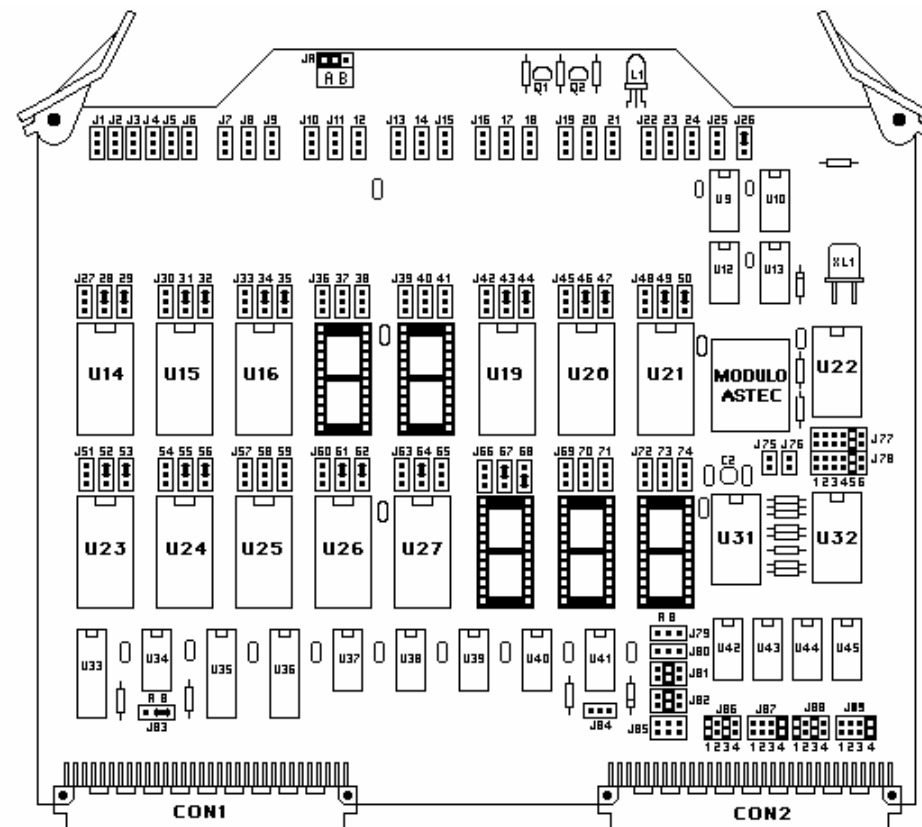 JA
A B
Q1 Q2 L1
J1 J2 J3 J4 J5 J6 J7 J8 J9 J10 J11 12 J13 14 J15 J16 17 18 J19 20 21 J22 23 24 J25 J26
U9 U10
U12 U13 XL1
J27 28 29 J30 31 32 J33 34 35 J36 37 38 J39 40 41 J42 43 44 J45 46 47 J48 49 50
U14 U15 U16 U19 U20 U21 MODULO ASTEC U22
J77
J75 J76
J78
J51 52 53 54 55 56 J57 58 59 J60 61 62 J63 64 65 J66 67 68 J69 70 71 J72 73 74 C2
123456
U23 U24 U25 U26 U27 U31 U32
A B
J79
J80
J81
J82
J85
U33 U34 U35 U36 U37 U38 U39 U40 U41 U42 U43 U44 U45
A B
J83
J84
J86 J87 J88 J89
1234 1234 1234 1234
CON1 CON2